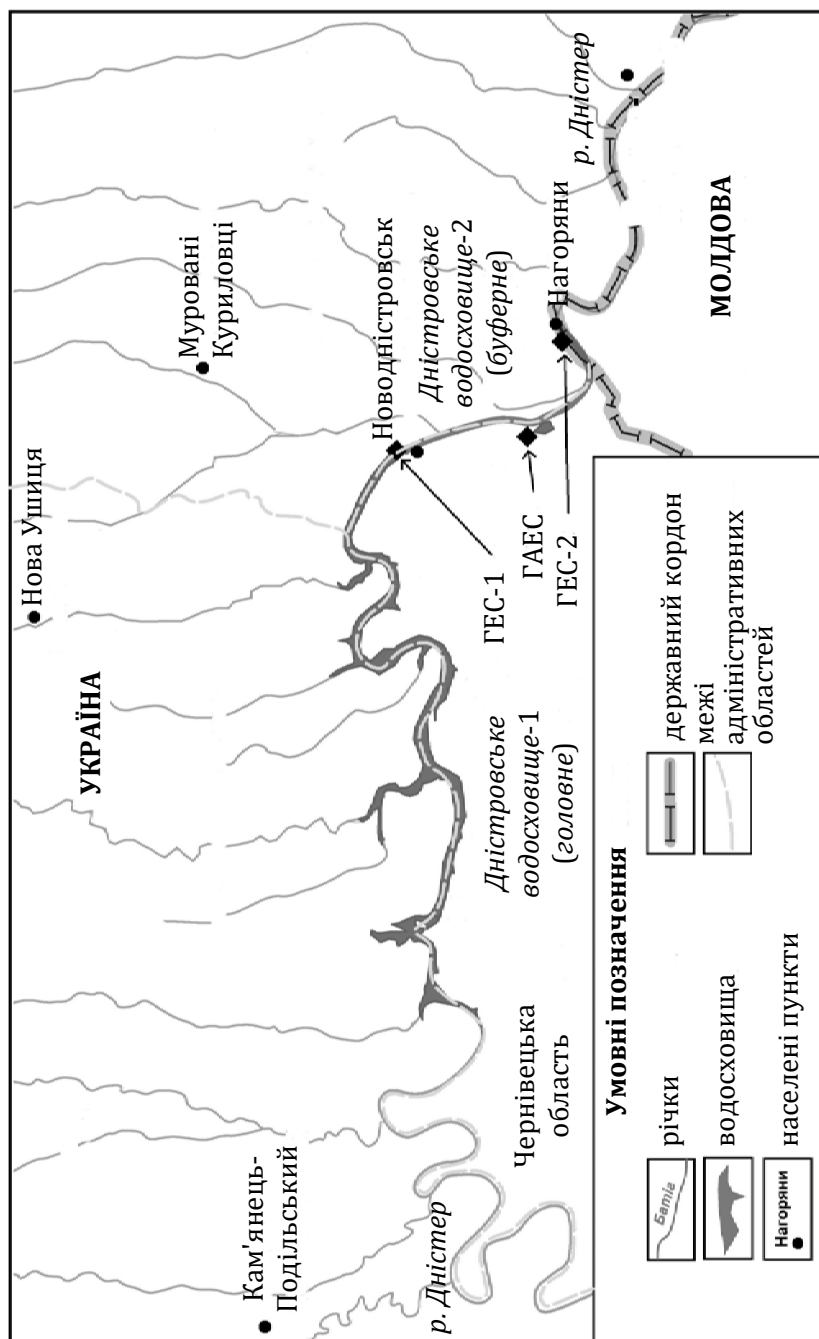 Нова Ушиця
УКРАЇНА
Муровані
Куриловці
Кам'янець-
Подільський
Новодністровськ
Дністровське
водосховище-2
(буферне)
р. Дністер
р. Дністер
Нагоряни
ГЕС-1
ГАЕС
ГЕС-2
Дністровське
водосховище-1
(головне)
Чернівецька
область
МОЛДОВА
Умовні позначення
Батіг
річки
водосховища
Нагоряни
населені пункти
державний кордон
межі
адміністративних
областей